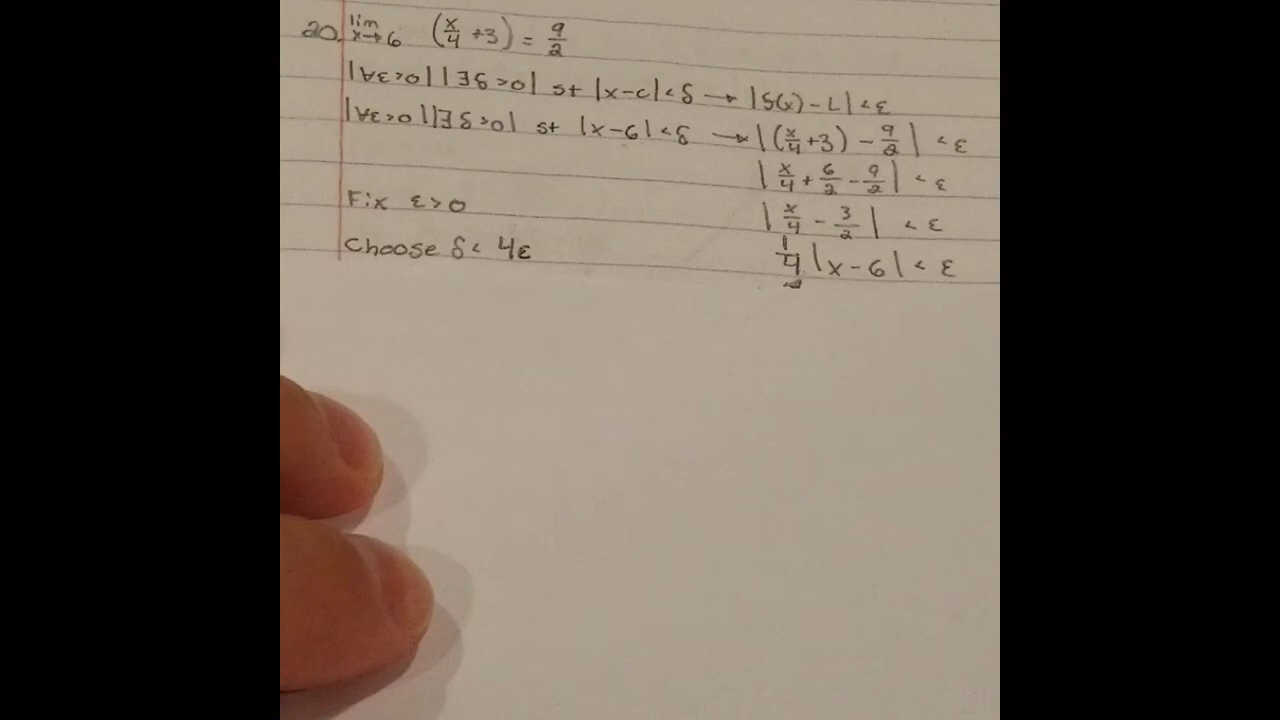 20. lim x→6 (x/4 + 3) = 9/2
|∀ε>0| |∃δ>0| st |x-c|<δ → |f(x) - L| < ε
|∀ε>0||∃δ>0| st |x-6|<δ → |(x/4 + 3) - 9/2| < ε
|x/4 + 6/2 - 9/2| < ε
Fix ε>0
|x/4 - 3/2| < ε
Choose δ< 4ε
1/4 |x-6| < ε